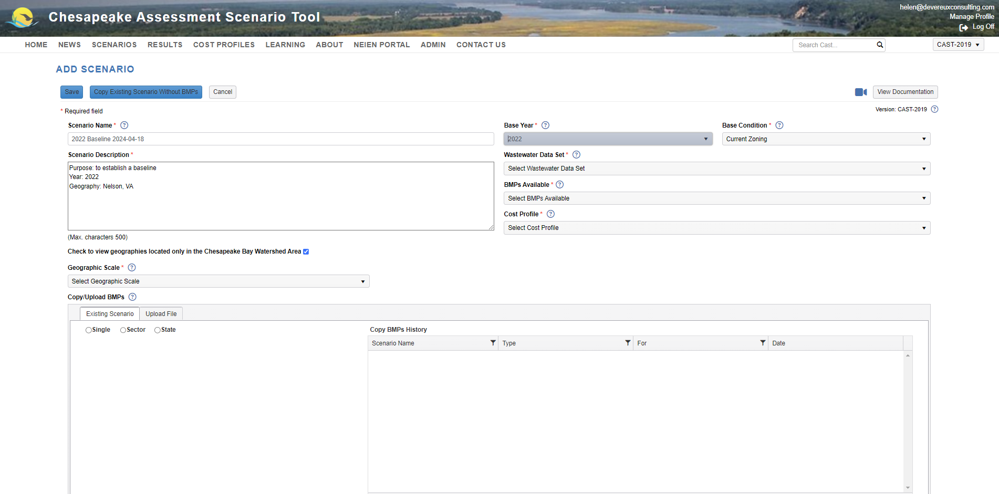 Chesapeake Assessment Scenario Tool
helen@devereuxconsulting.com
Manage Profile
Log Off
HOME NEWS SCENARIOS RESULTS COST PROFILES LEARNING ABOUT NEIEN PORTAL ADMIN CONTACT US
Search Cast...
CAST-2019
ADD SCENARIO
Save Copy Existing Scenario Without BMPs Cancel
View Documentation
* Required field
Version: CAST-2019 ?
Scenario Name * ?
2022 Baseline 2024-04-18
Base Year * ?
2022
Base Condition * ?
Current Zoning
Scenario Description *
Purpose: to establish a baseline
Year: 2022
Geography: Nelson, VA
(Max. characters 500)
Wastewater Data Set * ?
Select Wastewater Data Set
BMPs Available * ?
Select BMPs Available
Cost Profile * ?
Select Cost Profile
Check to view geographies located only in the Chesapeake Bay Watershed Area
Geographic Scale * ?
Select Geographic Scale
Copy/Upload BMPs ?
Existing Scenario Upload File
Single Sector State
Copy BMPs History
Scenario Name Type For Date